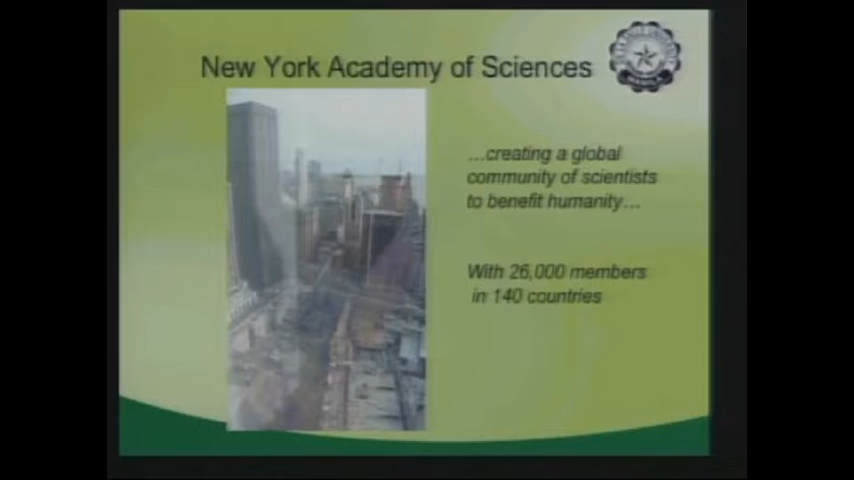 New York Academy of Sciences
...creating a global
community of scientists
to benefit humanity...
With 26,000 members
in 140 countries